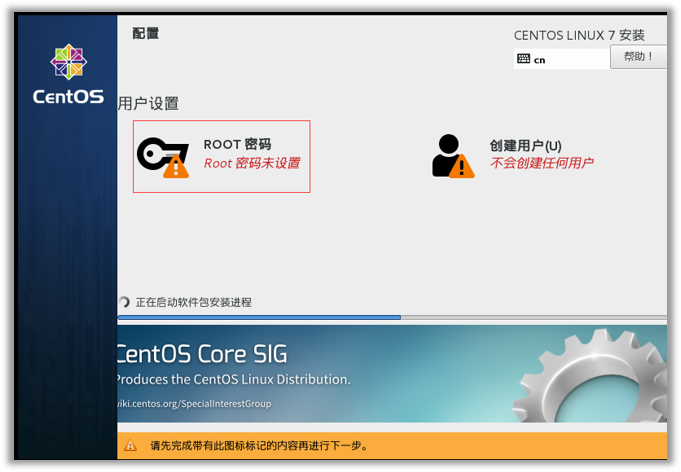 配置
CENTOS LINUX 7 安装
cn
帮助！
CentOS
用户设置
ROOT 密码
Root 密码未设置
创建用户(U)
不会创建任何用户
正在启动软件包安装进程
CentOS Core SIG
Produces the CentOS Linux Distribution.
wiki.centos.org/SpecialInterestGroup
请先完成带有此图标标记的内容再进行下一步。